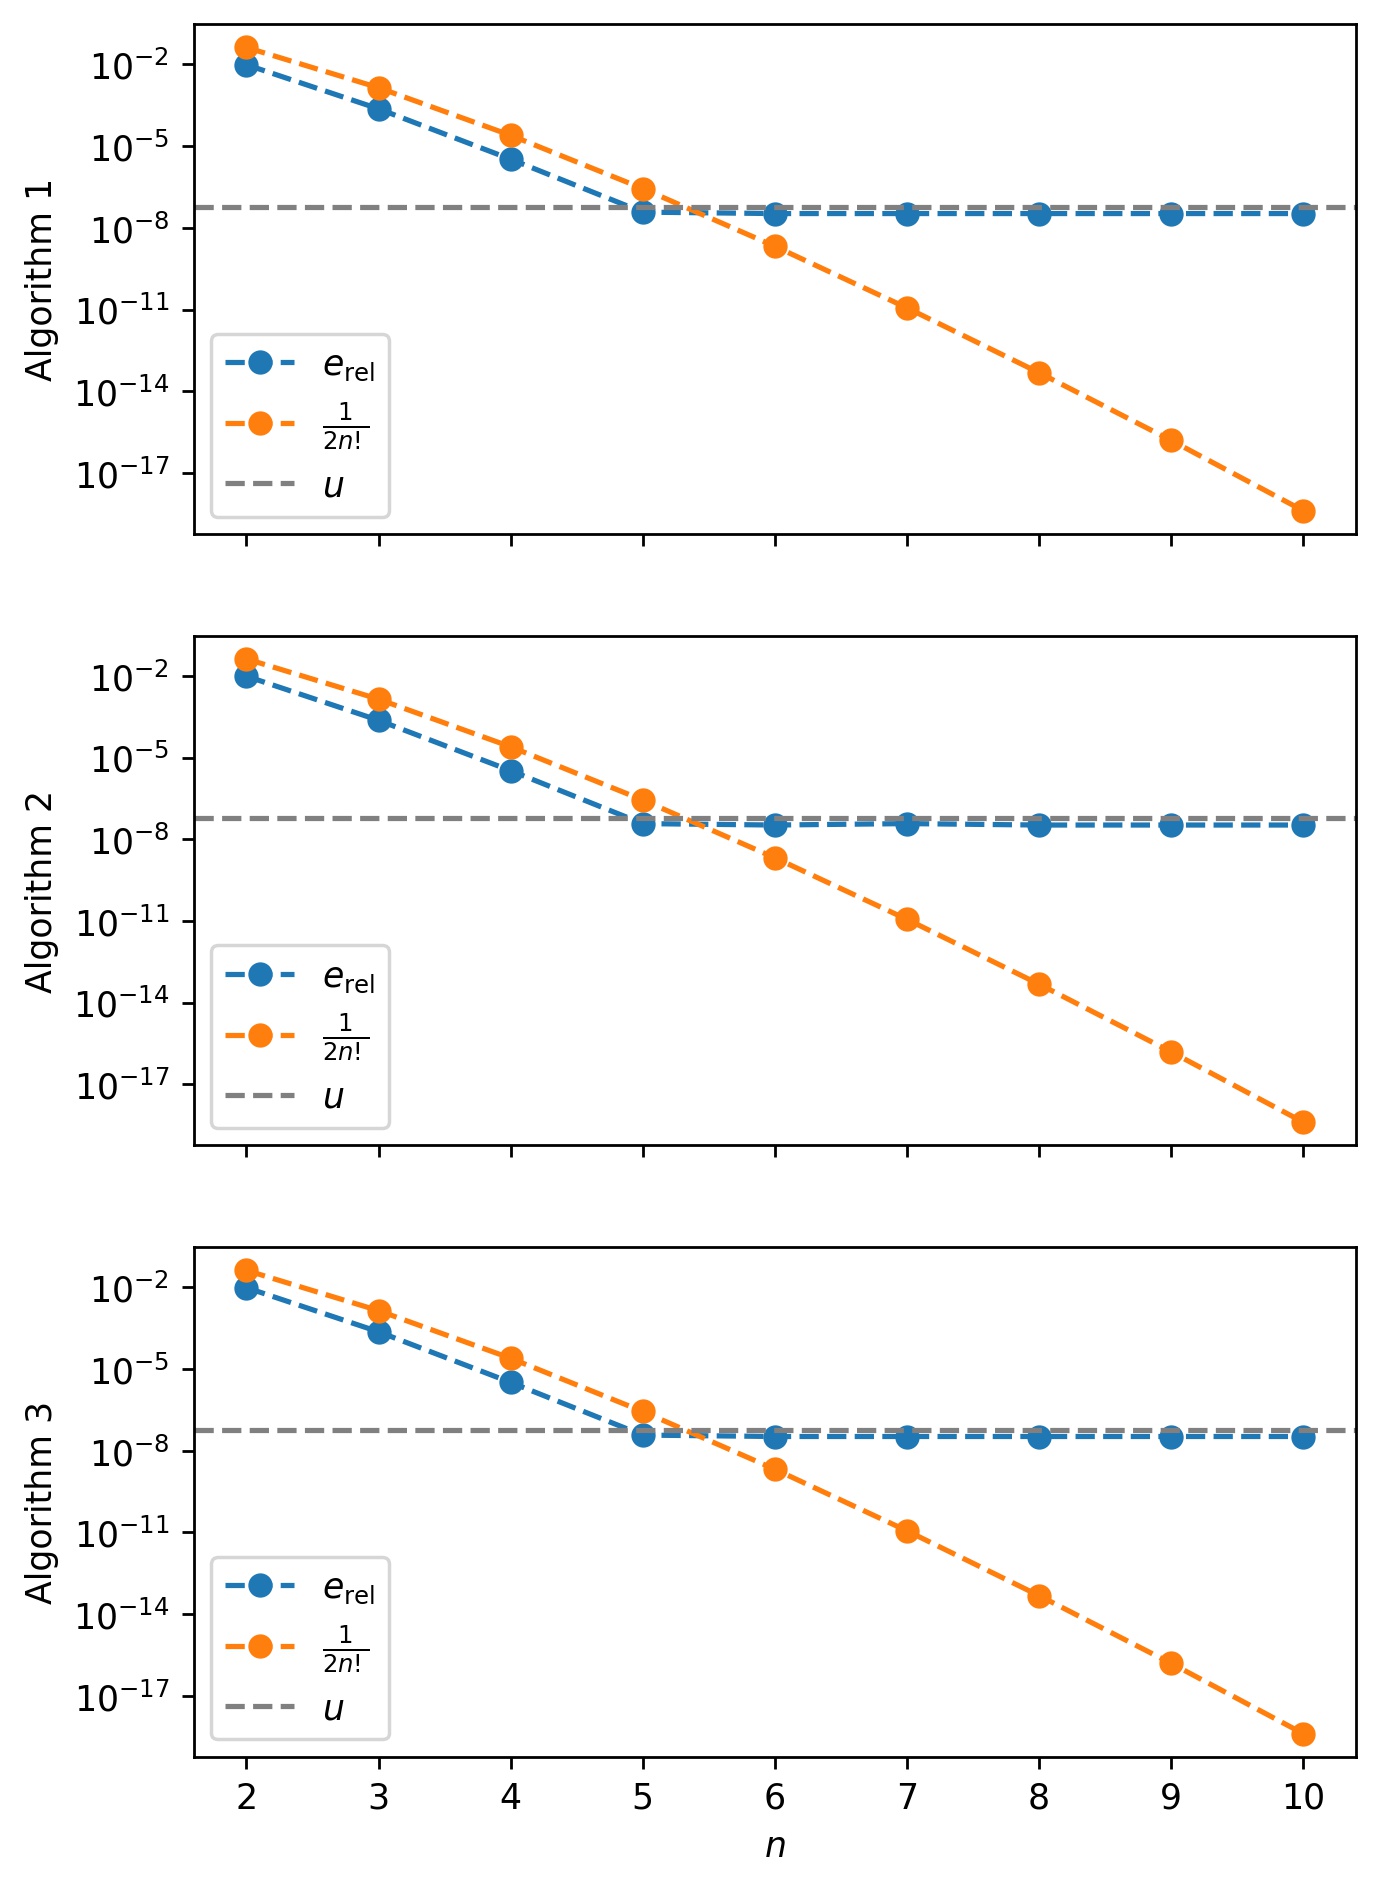 Algorithm 1
10⁻²
10⁻⁵
10⁻⁸
10⁻¹¹
10⁻¹⁴
10⁻¹⁷
e_rel
1/2n!
u
Algorithm 2
10⁻²
10⁻⁵
10⁻⁸
10⁻¹¹
10⁻¹⁴
10⁻¹⁷
e_rel
1/2n!
u
Algorithm 3
10⁻²
10⁻⁵
10⁻⁸
10⁻¹¹
10⁻¹⁴
10⁻¹⁷
e_rel
1/2n!
u
2 3 4 5 6 7 8 9 10
n